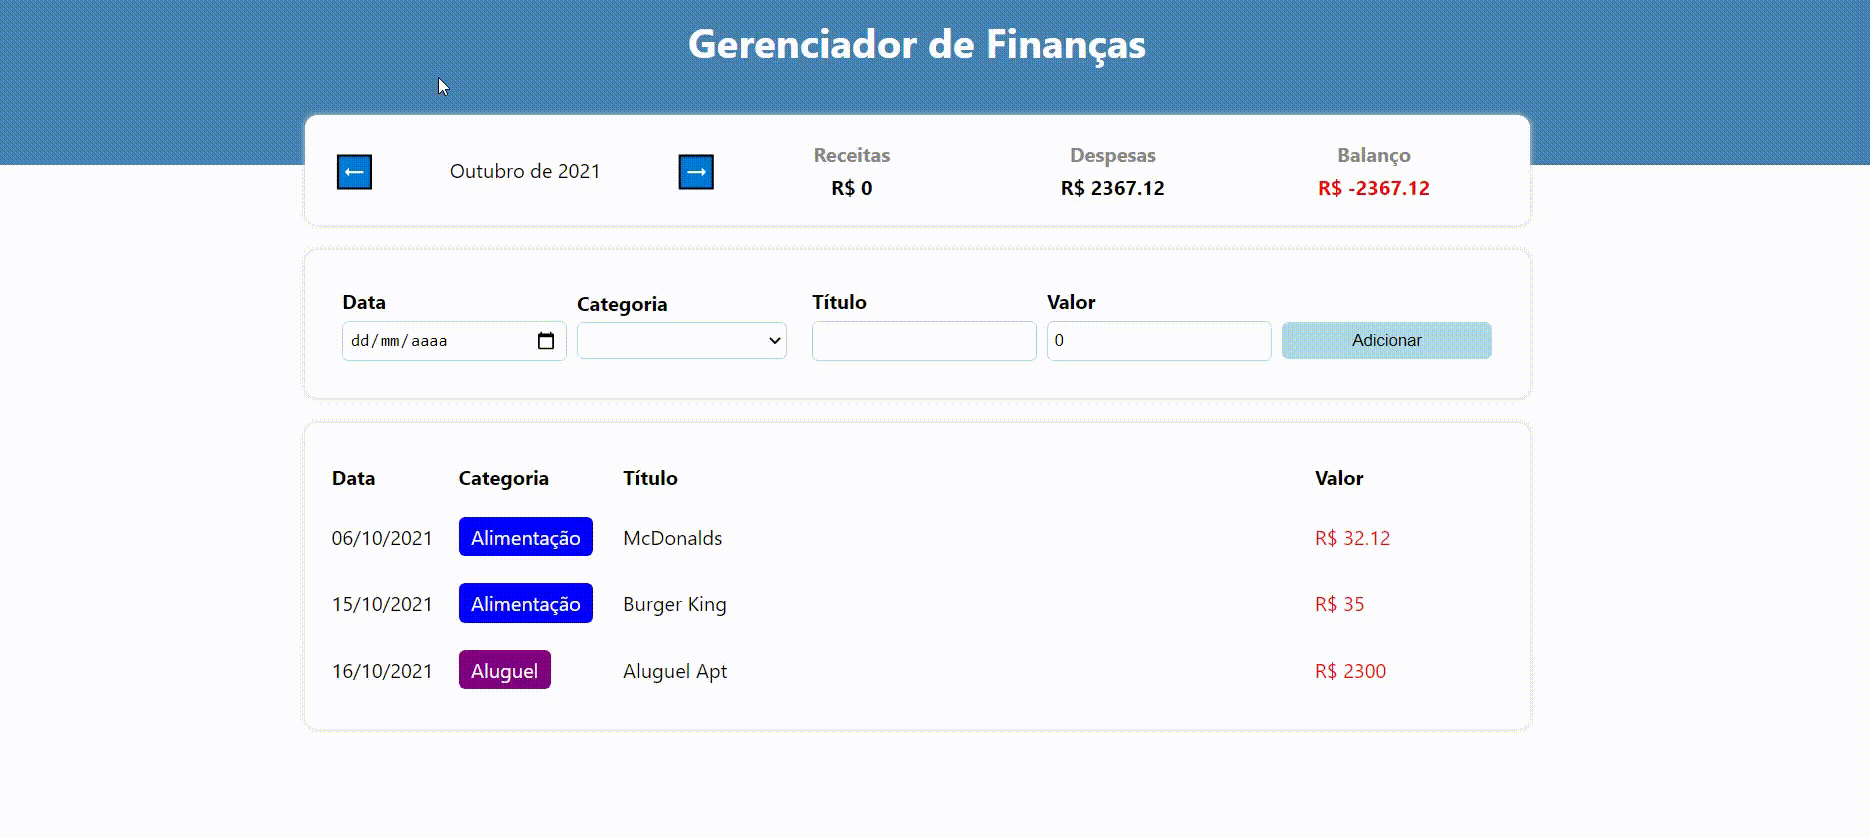 Gerenciador de Finanças
← Outubro de 2021 →
Receitas Despesas Balanço
R$ 0 R$ 2367.12 R$ -2367.12
Data Categoria Título Valor
dd/mm/aaaa 0 Adicionar
Data Categoria Título Valor
06/10/2021 Alimentação McDonalds R$ 32.12
15/10/2021 Alimentação Burger King R$ 35
16/10/2021 Aluguel Aluguel Apt R$ 2300